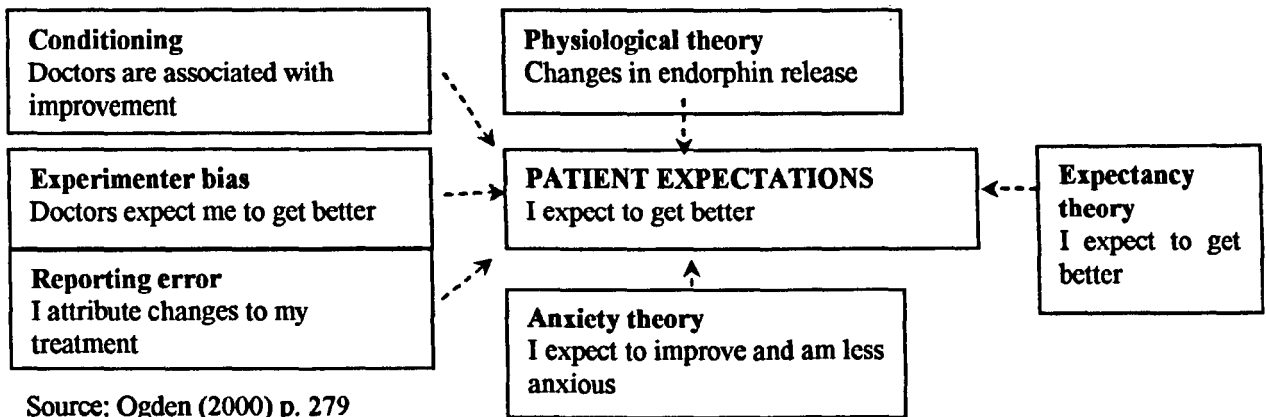 Conditioning
Doctors are associated with
improvement
Physiological theory
Changes in endorphin release
Experimenter bias
Doctors expect me to get better
PATIENT EXPECTATIONS
I expect to get better
Expectancy
theory
I expect to get
better
Reporting error
I attribute changes to my
treatment
Anxiety theory
I expect to improve and am less
anxious
Source: Ogden (2000) p. 279